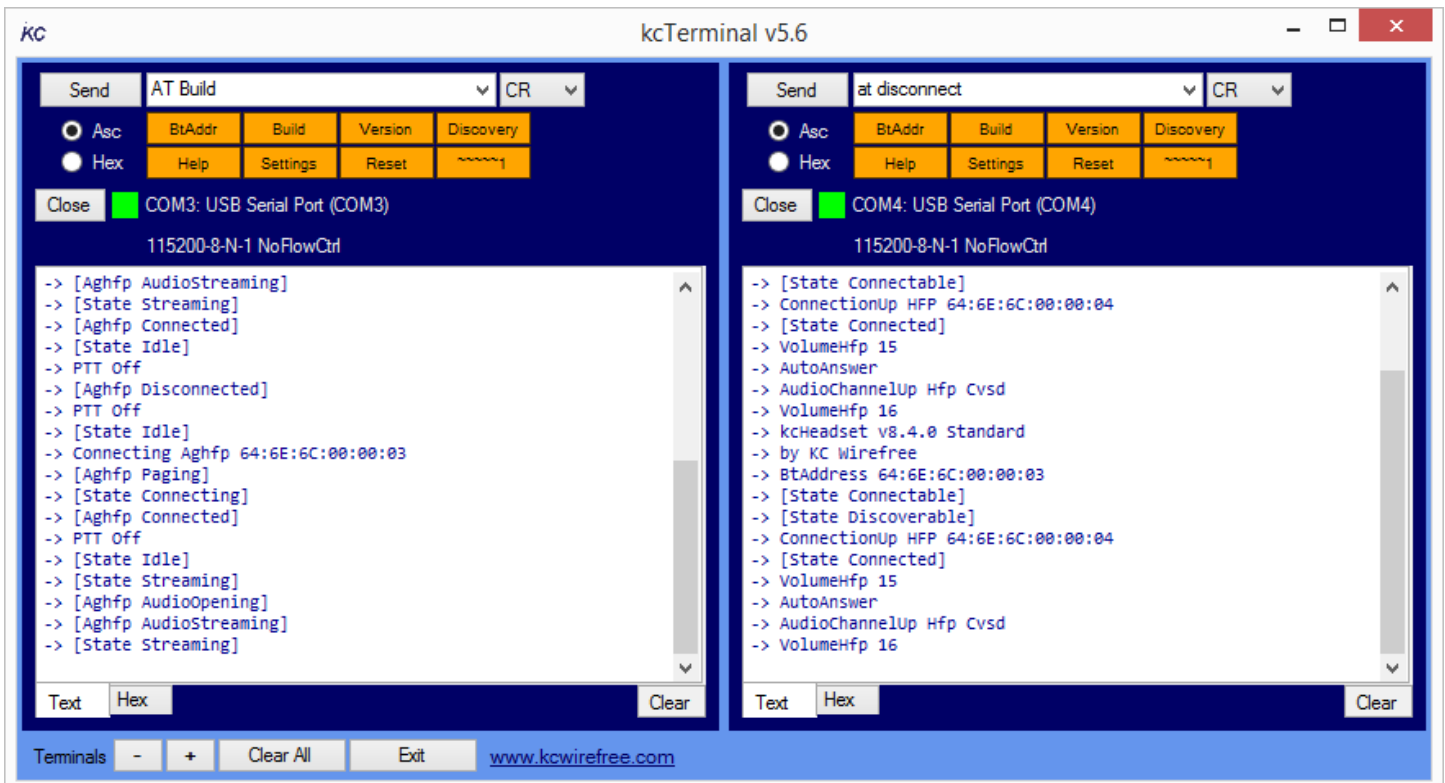 KC kcTerminal v5.6
Send AT Build CR
Asc BtAddr Build Version Discovery
Hex Help Settings Reset ~~~~~1
Close COM3: USB Serial Port (COM3)
115200-8-N-1 NoFlowCtrl
-> [Aghfp AudioStreaming]
-> [State Streaming]
-> [Aghfp Connected]
-> [State Idle]
-> PTT Off
-> [Aghfp Disconnected]
-> PTT Off
-> [State Idle]
-> Connecting Aghfp 64:6E:6C:00:00:03
-> [Aghfp Paging]
-> [State Connecting]
-> [Aghfp Connected]
-> PTT Off
-> [State Idle]
-> [State Streaming]
-> [Aghfp AudioOpening]
-> [Aghfp AudioStreaming]
-> [State Streaming]
Text Hex Clear
Send at disconnect CR
Asc BtAddr Build Version Discovery
Hex Help Settings Reset ~~~~~1
Close COM4: USB Serial Port (COM4)
115200-8-N-1 NoFlowCtrl
-> [State Connectable]
-> ConnectionUp HFP 64:6E:6C:00:00:04
-> [State Connected]
-> VolumeHfp 15
-> AutoAnswer
-> AudioChannelUp Hfp Cvsd
-> VolumeHfp 16
-> kcHeadset v8.4.0 Standard
-> by KC Wirefree
-> BtAddress 64:6E:6C:00:00:03
-> [State Connectable]
-> [State Discoverable]
-> ConnectionUp HFP 64:6E:6C:00:00:04
-> [State Connected]
-> VolumeHfp 15
-> AutoAnswer
-> AudioChannelUp Hfp Cvsd
-> VolumeHfp 16
Text Hex Clear
Terminals - + Clear All Exit www.kcwirefree.com